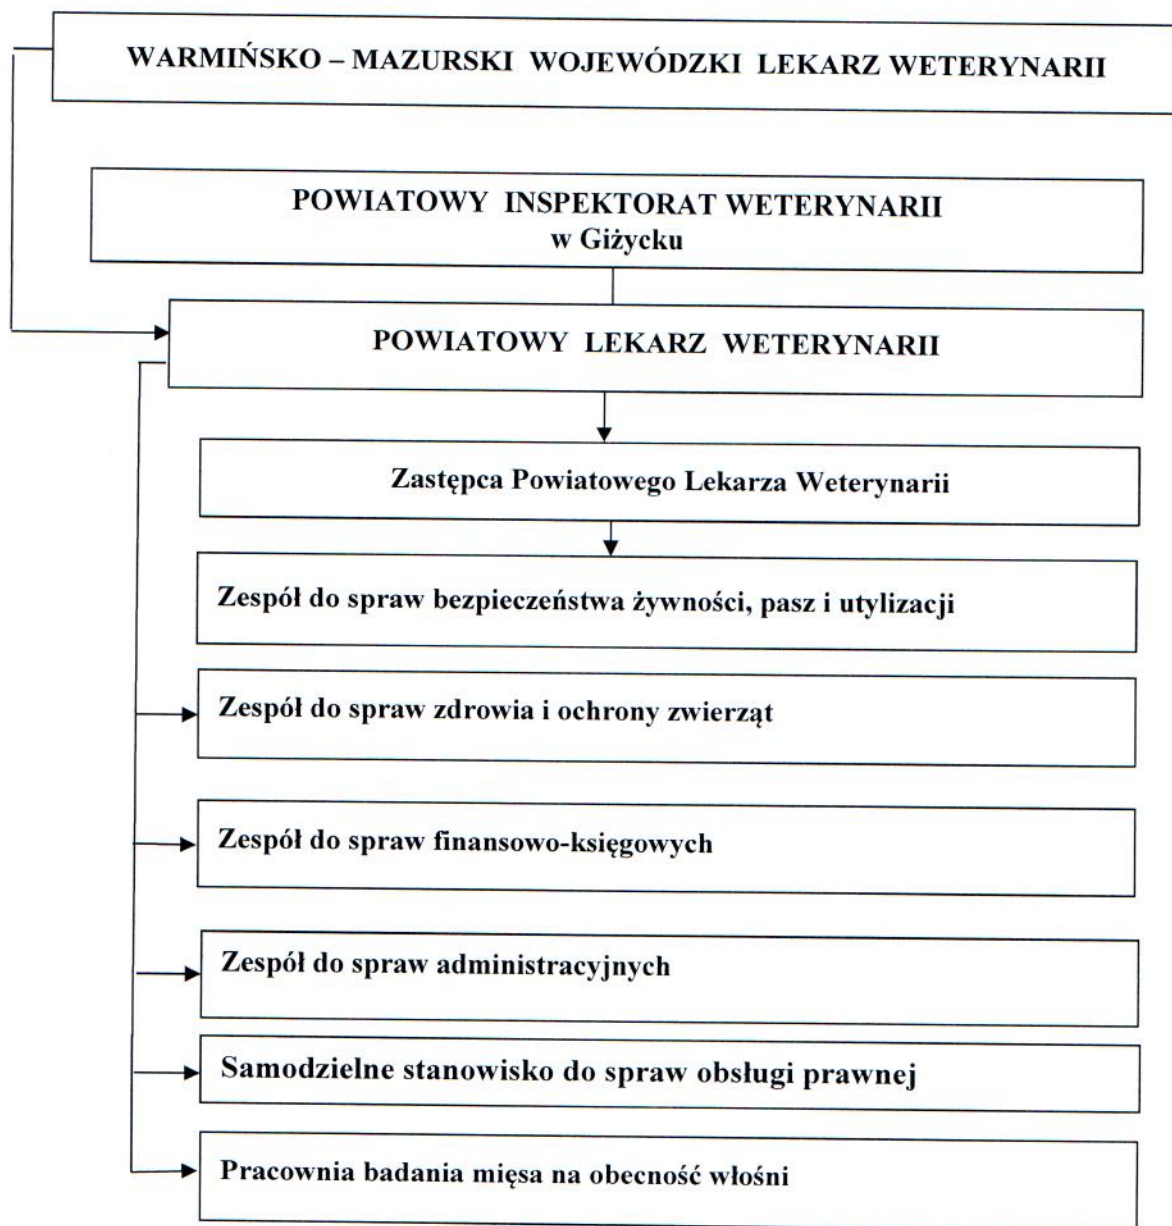 WARMIŃSKO – MAZURSKI WOJEWÓDZKI LEKARZ WETERYNARII
POWIATOWY INSPEKTORAT WETERYNARII
w Giżycku
POWIATOWY LEKARZ WETERYNARII
Zastępca Powiatowego Lekarza Weterynarii
Zespół do spraw bezpieczeństwa żywności, pasz i utylizacji
Zespół do spraw zdrowia i ochrony zwierząt
Zespół do spraw finansowo-księgowych
Zespół do spraw administracyjnych
Samodzielne stanowisko do spraw obsługi prawnej
Pracownia badania mięsa na obecność włośni